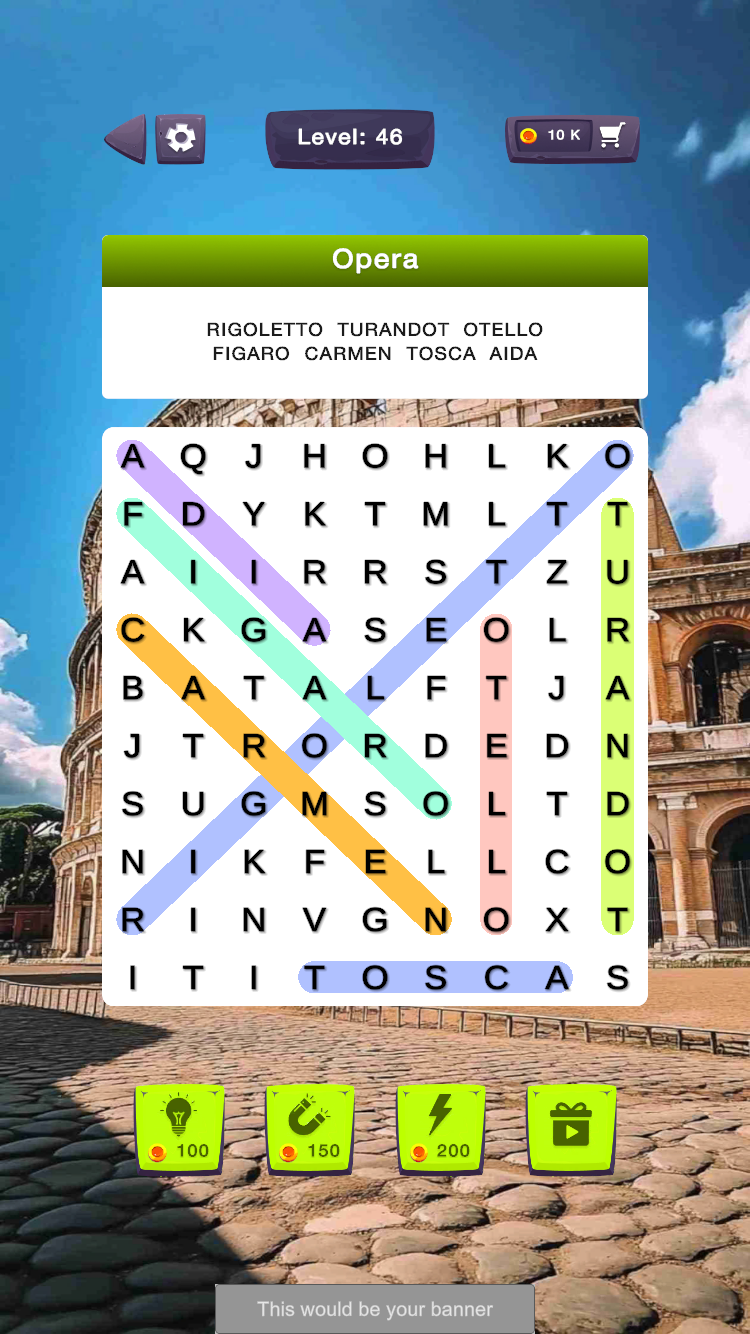 Level: 46
10 K
Opera
RIGOLETTO TURANDOT OTELLO
FIGARO CARMEN TOSCA AIDA
A Q J H O H L K O
F D Y K T M L T T
A I I R R S T Z U
C K G A S E O L R
B A T A L F T J A
J T R O R D E D N
S U G M S O L T D
N I K F E L L C O
R I N V G N O X T
I T I T O S C A S
100 150 200
This would be your banner